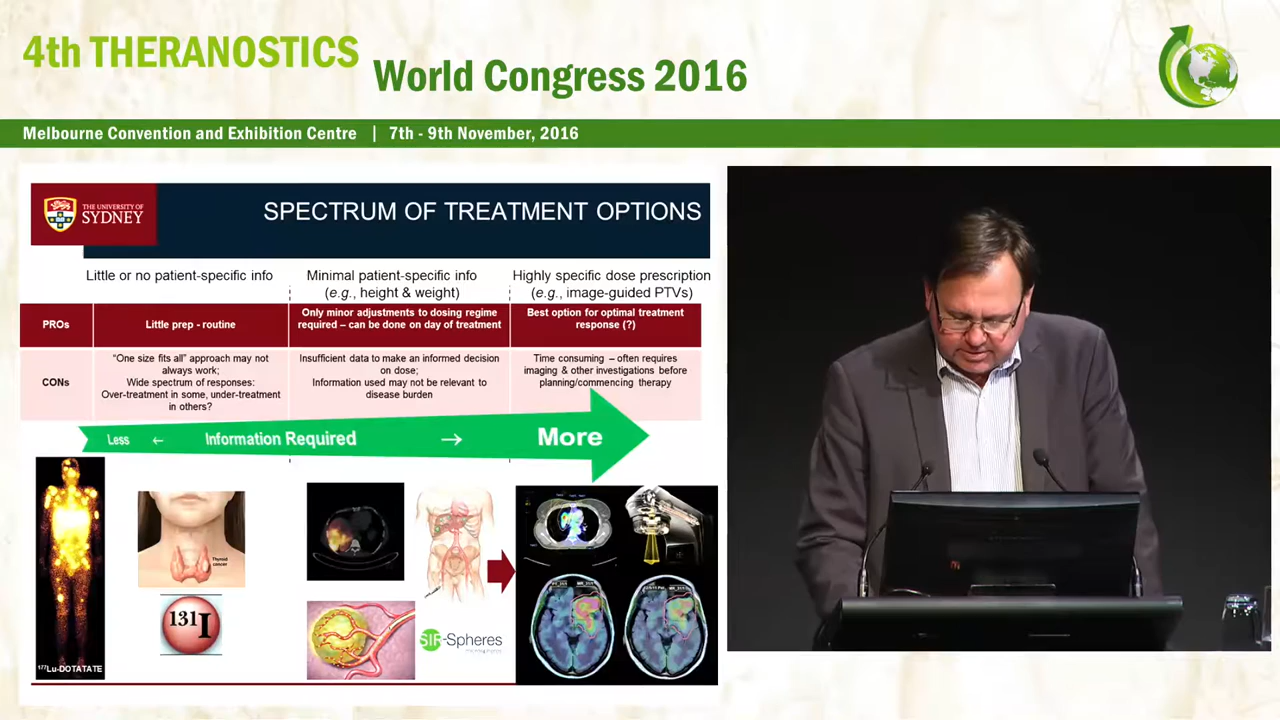 4th THERANOSTICS
World Congress 2016
Melbourne Convention and Exhibition Centre | 7th - 9th November, 2016
THE UNIVERSITY OF
SYDNEY
SPECTRUM OF TREATMENT OPTIONS
Little or no patient-specific info
Minimal patient-specific info
(e.g., height & weight)
Highly specific dose prescription
(e.g., image-guided PTVs)
PROs
Little prep - routine
Only minor adjustments to dosing regime
required – can be done on day of treatment
Best option for optimal treatment
response (?)
CONs
“One size fits all” approach may not
always work;
Wide spectrum of responses:
Over-treatment in some, under-treatment
in others?
Insufficient data to make an informed decision
on dose;
Information used may not be relevant to
disease burden
Time consuming – often requires
imaging & other investigations before
planning/commencing therapy
Less ← Information Required → More
Thyroid
cancer
131I
177Lu-DOTATATE
SIR-Spheres